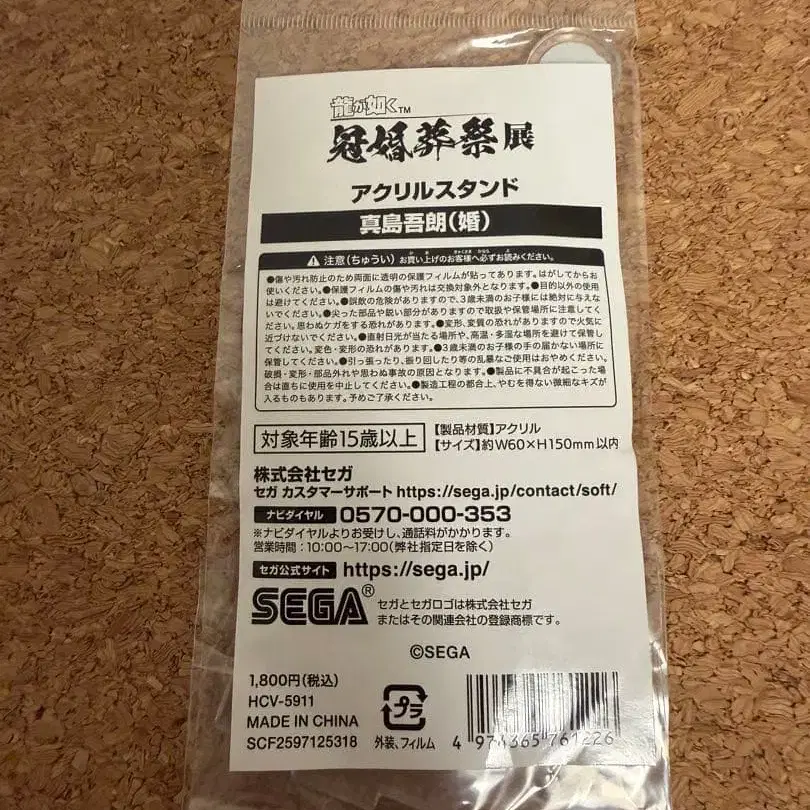 龍が如く™
冠婚葬祭展
アクリルスタンド
真島吾朗(婚)
注意(ちゅうい) お買い上げのお客様へ必ずお読みください。
●傷や汚れ防止のため両面に透明の保護フィルムが貼ってあります。はがしてからお
使いください。●保護フィルムの傷や汚れは交換対象外となります。●目的以外の使用
は避けてください。●誤飲の危険がありますので、3歳未満のお子様には絶対に与えな
いでください。●尖った部品や鋭い部分がありますので取扱や保管場所に注意してく
ださい。思わぬケガをする恐れがあります。●変形、変質の恐れがありますので火気に
近づけないでください。●直射日光が当たる場所や、高温・多湿な場所を避けて保管し
てください。変色・変形の恐れがあります。●3歳未満のお子様の手の届かない場所に
保管してください。●引っ張ったり、振り回したり等の乱暴なご使用はおやめください。
破損・変形・部品外れや思わぬ事故の原因となります。●製品に不具合が起こった場
合は直ちに使用を中止してください。●製造工程の都合上、やむを得ない微細なキズが
入るものもあります。予めご了承ください。
対象年齢15歳以上
【製品材質】アクリル
【サイズ】約W60×H150mm以内
株式会社セガ
セガ カスタマーサポート https://sega.jp/contact/soft/
ナビダイヤル 0570-000-353
※ナビダイヤルよりお受けし、通話料がかかります。
営業時間:10:00〜17:00(弊社指定日を除く)
セガ公式サイト https://sega.jp/
SEGA®
セガとセガロゴは株式会社セガ
またはその関連会社の登録商標です。
©SEGA
1,800円(税込)
HCV-5911
MADE IN CHINA
SCF2597125318
プラ
外装、フィルム
4 974365 761226